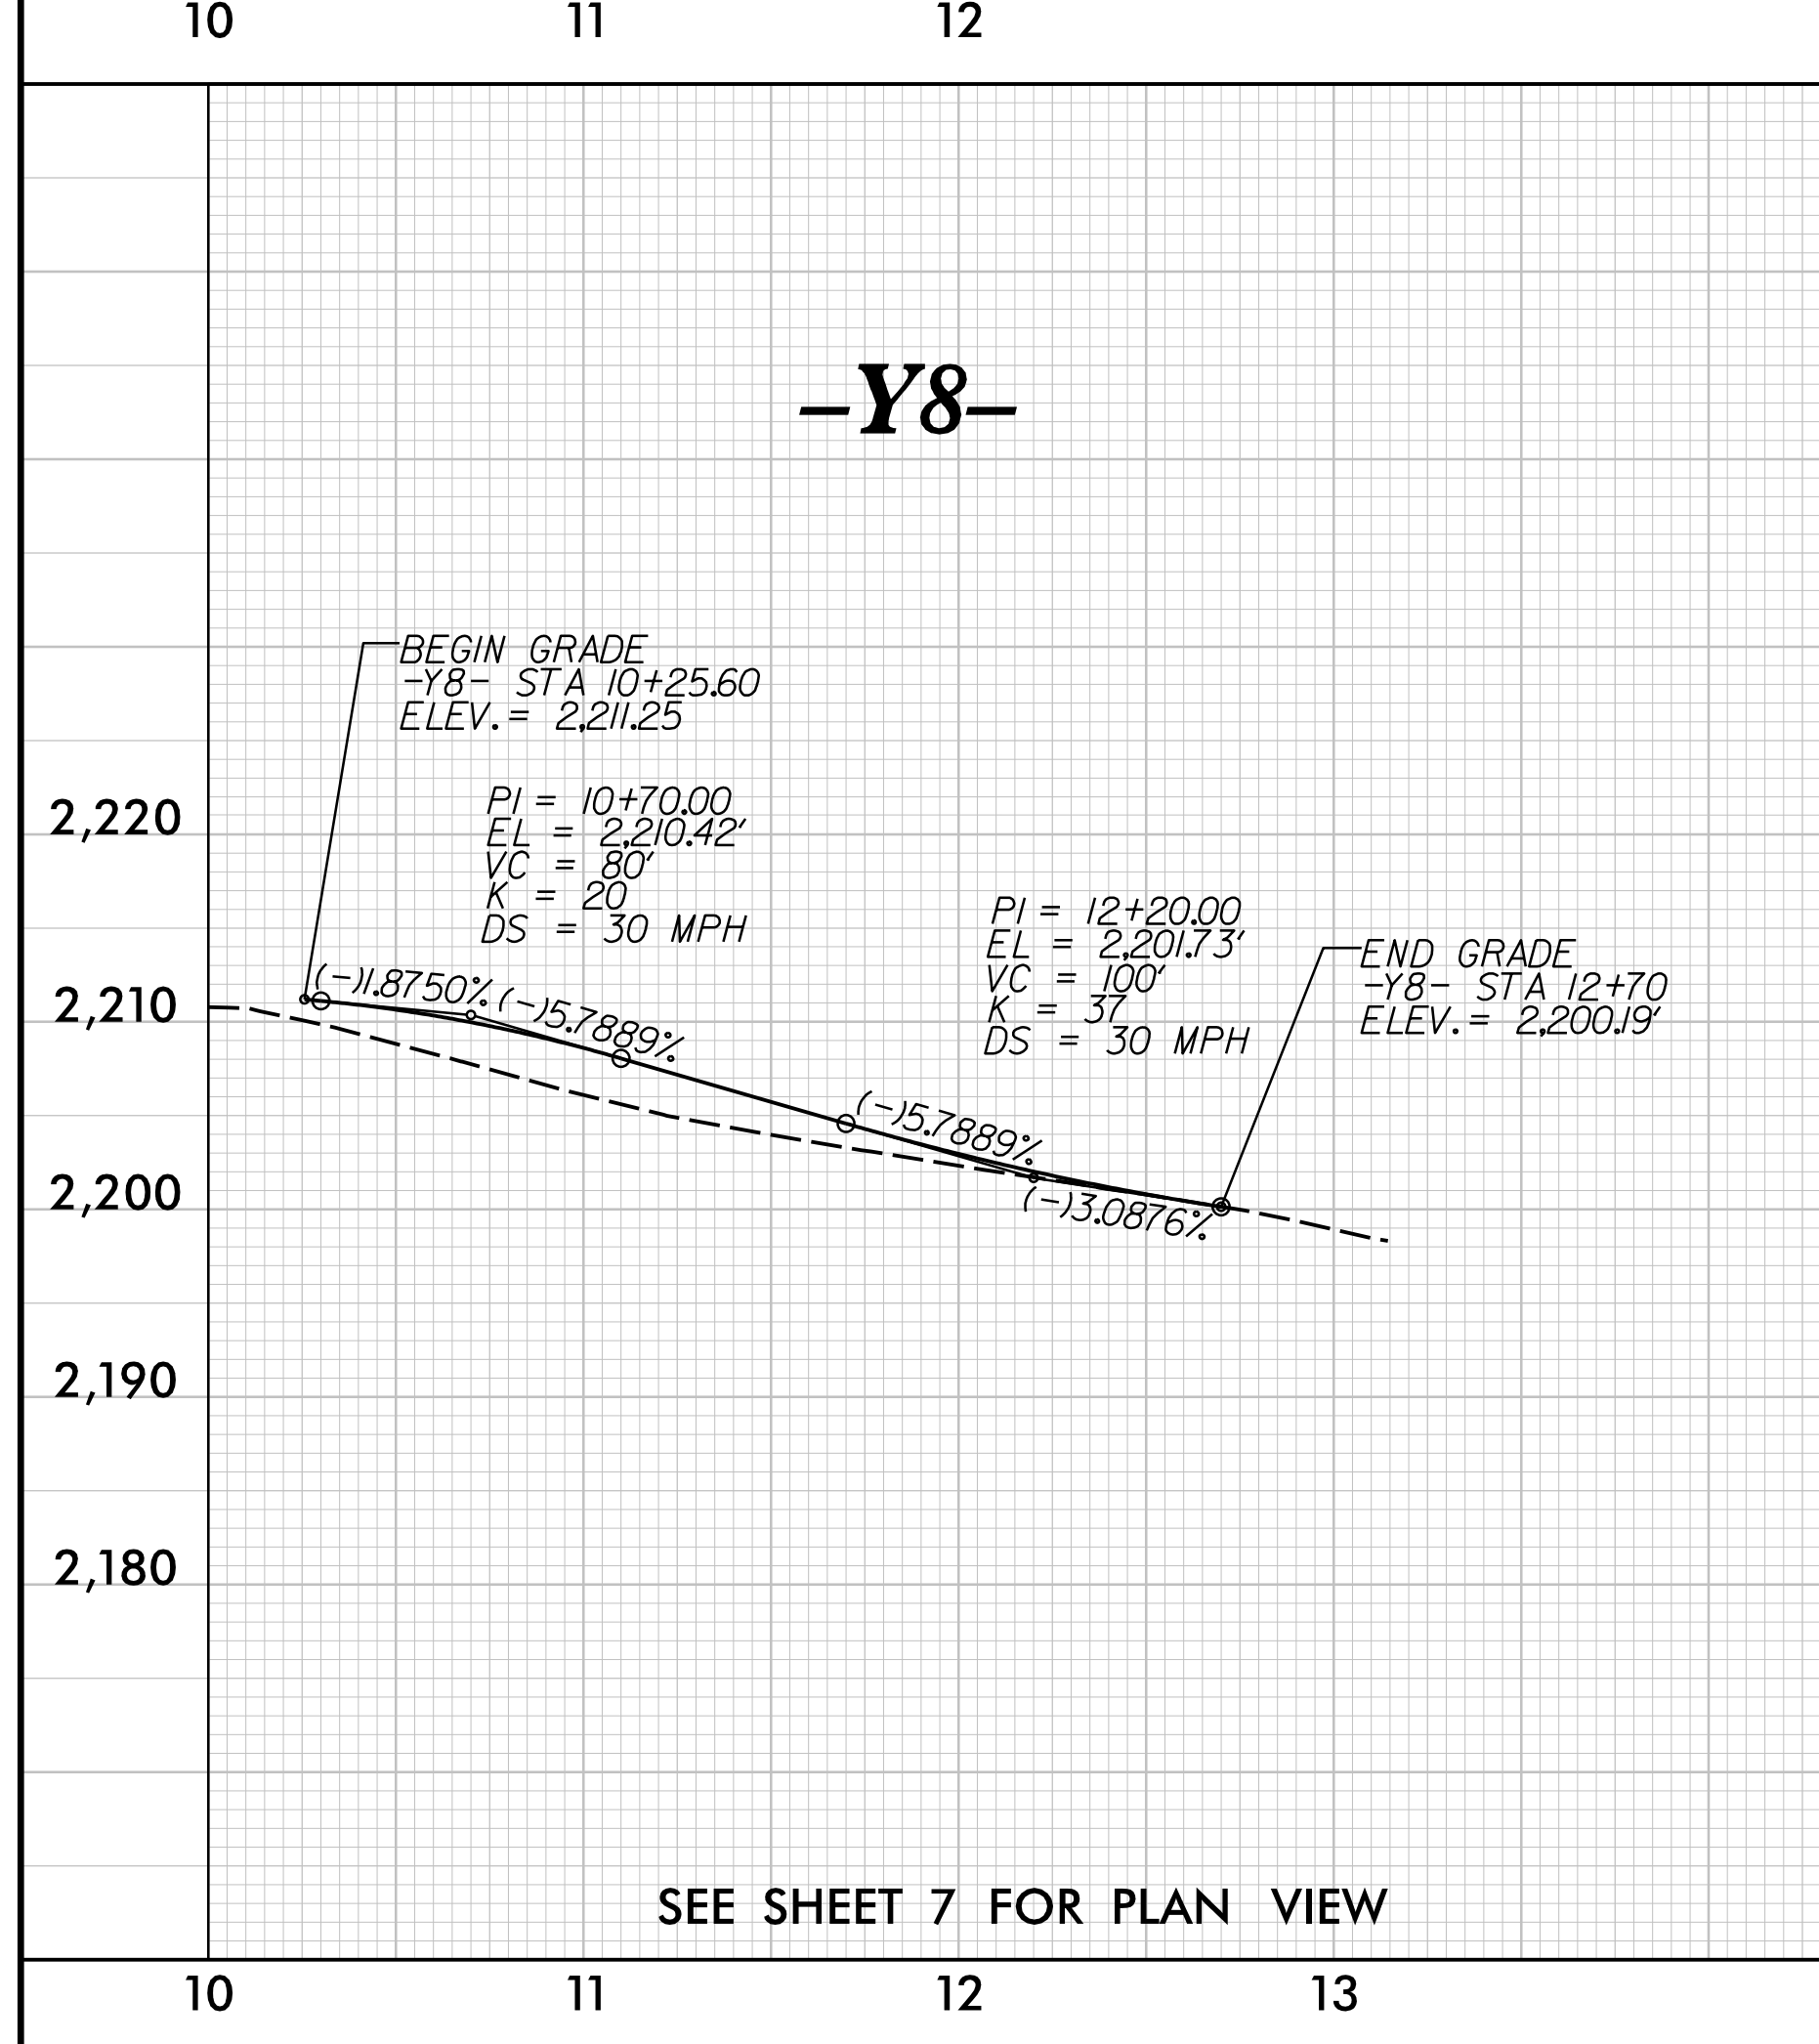 10 11 12
-Y8-
BEGIN GRADE
-Y8- STA 10+25.60
ELEV.= 2,211.25
PI = 10+70.00
EL = 2,210.42'
VC = 80'
K = 20
DS = 30 MPH
PI = 12+20.00
EL = 2,201.73'
VC = 100'
K = 37
DS = 30 MPH
END GRADE
-Y8- STA 12+70
ELEV.= 2,200.19'
(-)1.8750%
(-)5.7889%
(-)5.7889%
(-)3.0876%
2,220
2,210
2,200
2,190
2,180
SEE SHEET 7 FOR PLAN VIEW
10 11 12 13